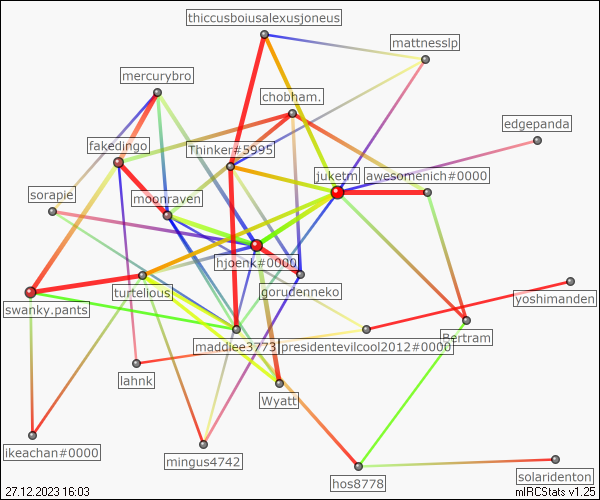 thiccusboiusalexusjoneus
mattnesslp
mercurybro
chobham.
edgepanda
fakedingo
Thinker#5995
juketm
awesomenich#0000
sorapie
moonraven
hjoenk#0000
swanky.pants
turtelious
gorudenneko
yoshimanden
madiee3773
presidentevilcool2012#0000
Bertram
lahnk
Wyatt
ikeachan#0000
mingus4742
hos8778
solaridenton
27.12.2023 16:03
mIRCStats v1.25